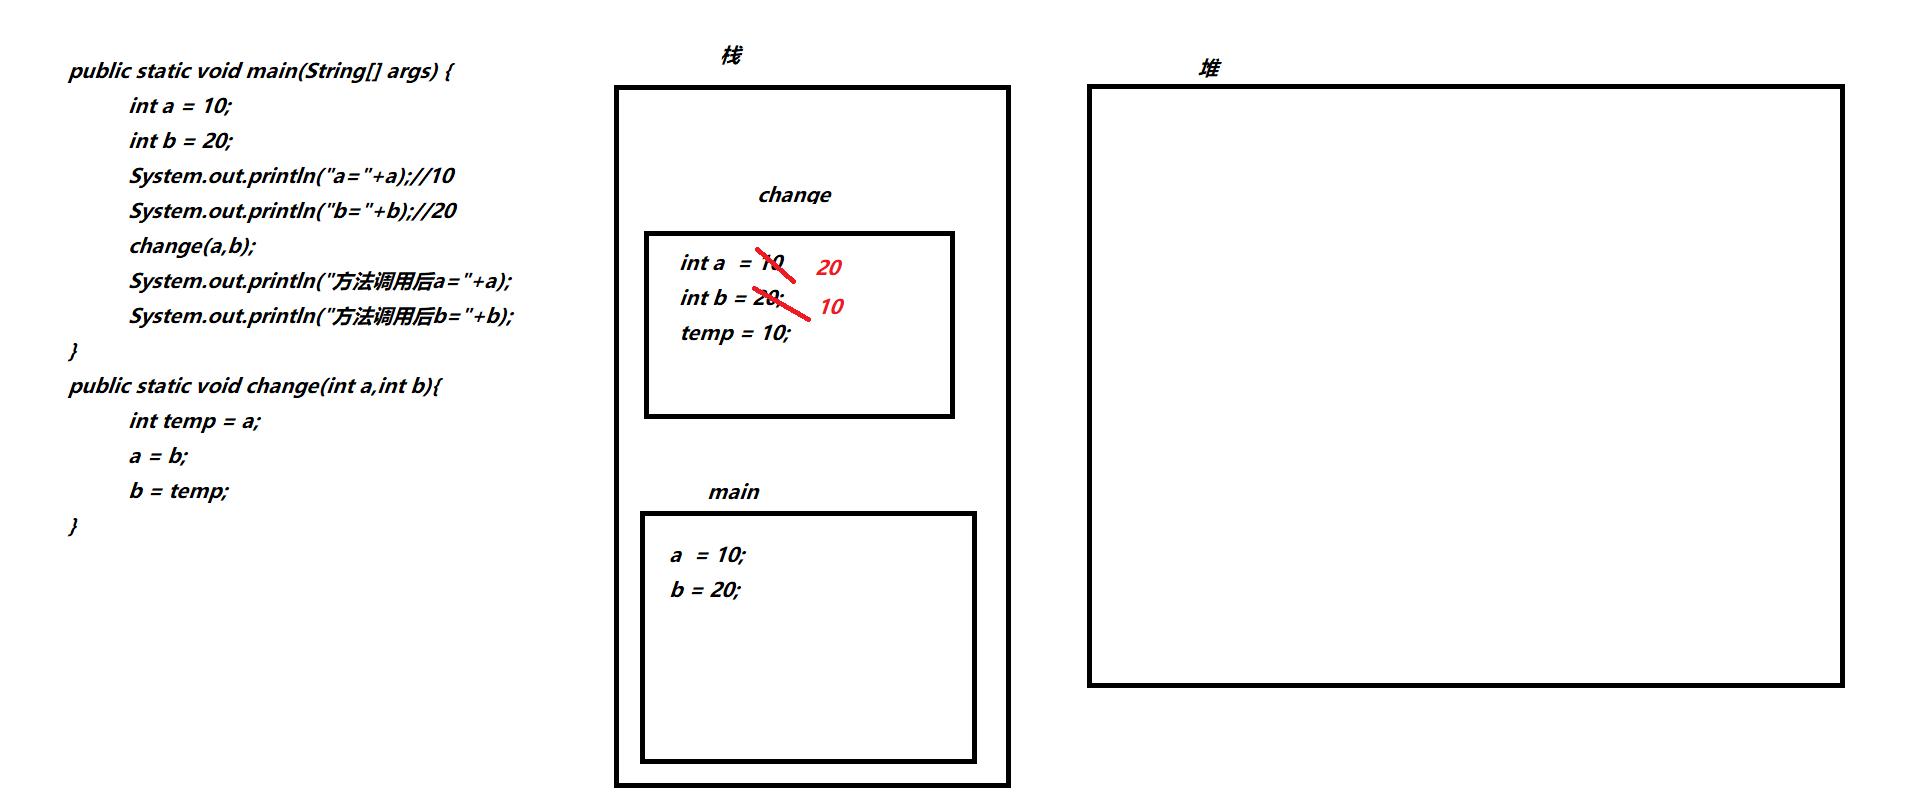 public static void main(String[] args) {
int a = 10;
int b = 20;
System.out.println("a="+a);//10
System.out.println("b="+b);//20
change(a,b);
System.out.println("方法调用后a="+a);
System.out.println("方法调用后b="+b);
}
public static void change(int a,int b){
int temp = a;
a = b;
b = temp;
}
栈
change
int a = 10 20
int b = 20; 10
temp = 10;
main
a = 10;
b = 20;
堆